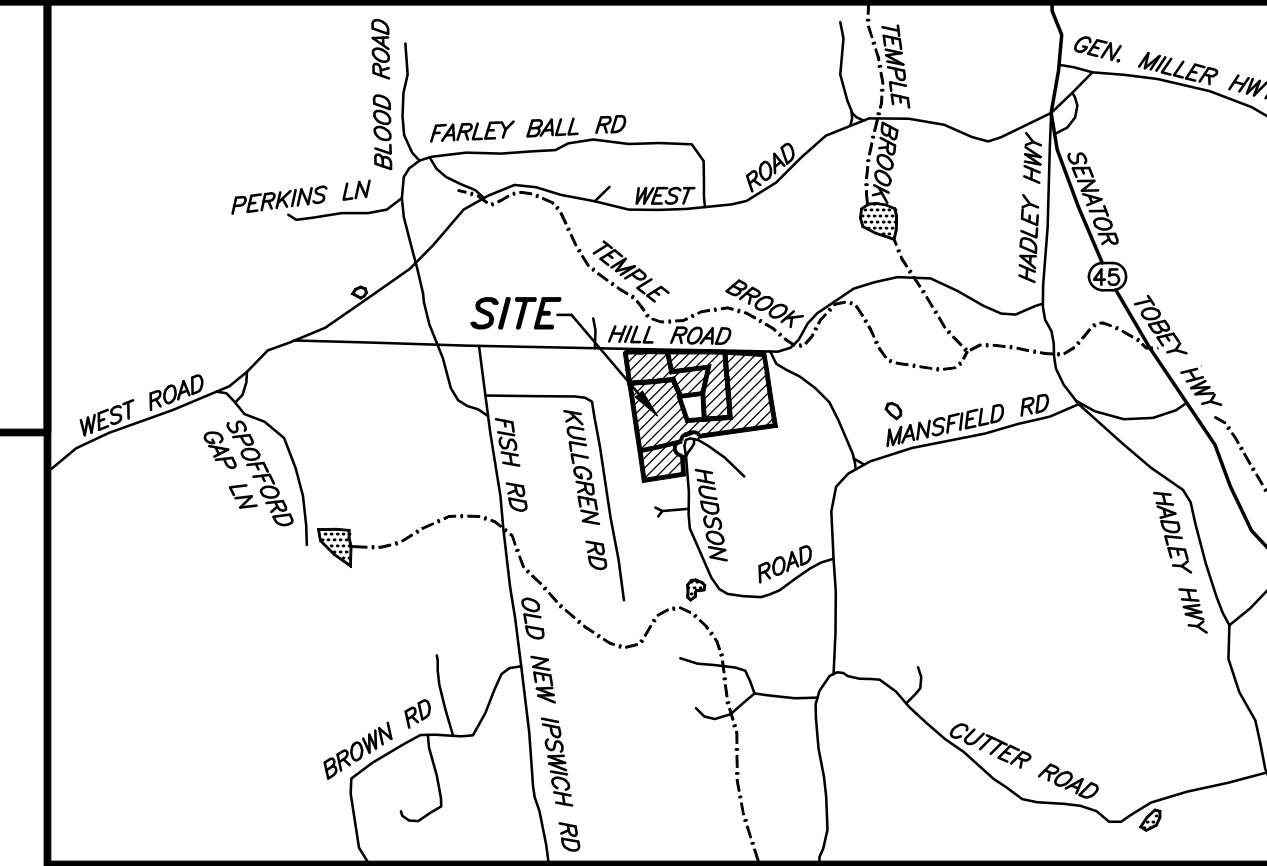 BLOOD ROAD
TEMPLE BROOK
GEN. MILLER HWY
FARLEY BALL RD
PERKINS LN
WEST ROAD
HADLEY HWY
SENATOR TOBEY HWY
45
TEMPLE BROOK
SITE
HILL ROAD
WEST ROAD
SPOFFORD
GAP LN
FISH RD
KULLGREN RD
MANSFIELD RD
HUDSON ROAD
HADLEY HWY
OLD NEW IPSWICH RD
BROWN RD
CUTTER ROAD